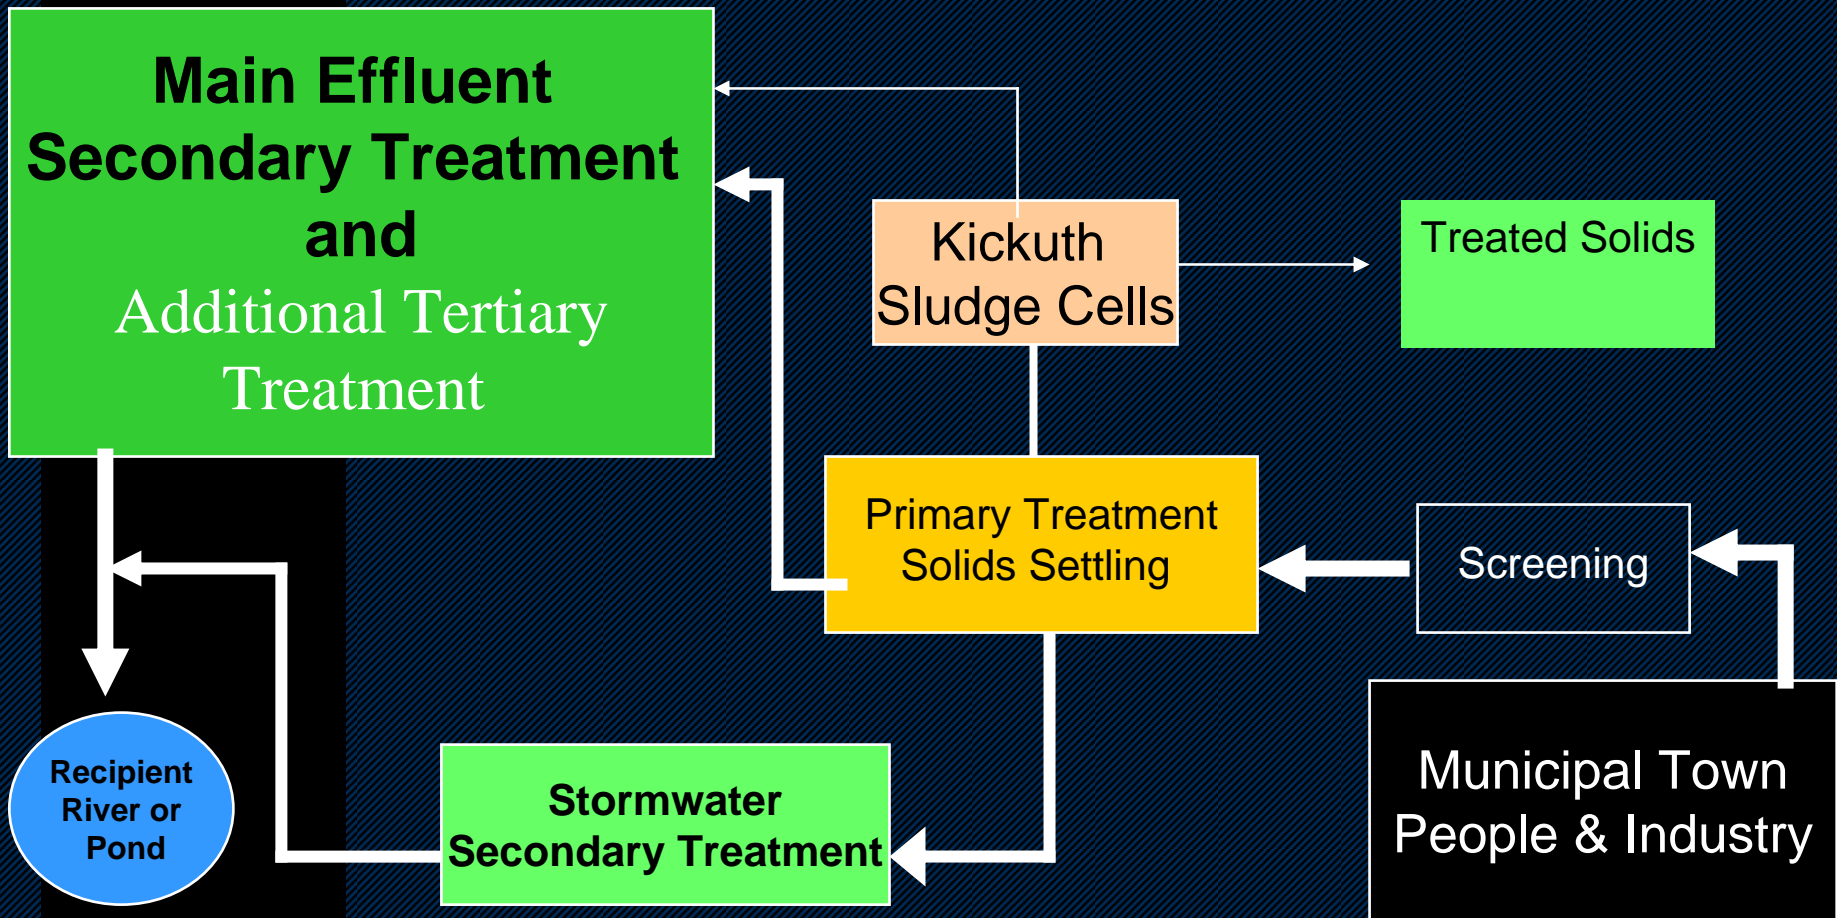 Main Effluent
Secondary Treatment
and
Additional Tertiary
Treatment
Kickuth
Sludge Cells
Treated Solids
Primary Treatment
Solids Settling
Screening
Recipient
River or
Pond
Stormwater
Secondary Treatment
Municipal Town
People & Industry